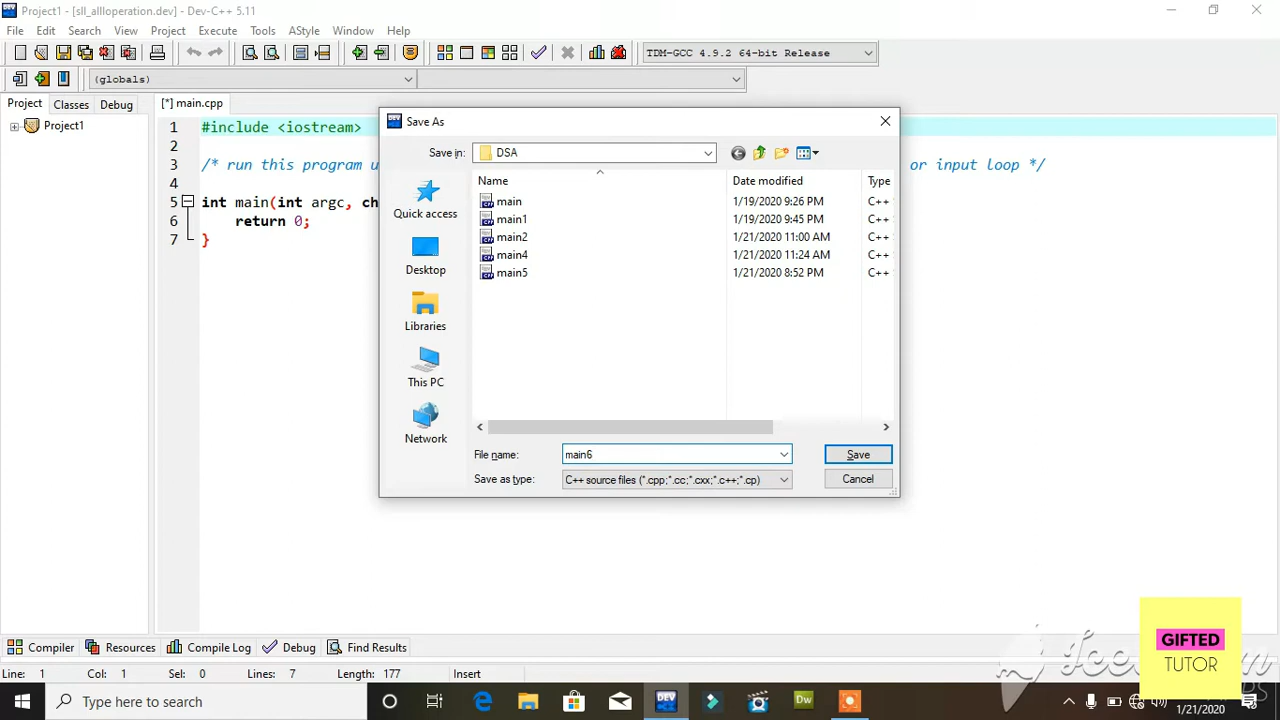 Project1 - [sll_alloperation.dev] - Dev-C++ 5.11
File Edit Search View Project Execute Tools AStyle Window Help
TDM-GCC 4.9.2 64-bit Release
(globals)
Project Classes Debug [*] main.cpp
Project1
1 #include <iostream>
2
3 /* run this program u or input loop */
4
5 int main(int argc, ch
6 return 0;
7 }
Save As
Save in: DSA
Name Date modified Type
main 1/19/2020 9:26 PM C++
main1 1/19/2020 9:45 PM C++
main2 1/21/2020 11:00 AM C++
main4 1/21/2020 11:24 AM C++
main5 1/21/2020 8:52 PM C++
Quick access
Desktop
Libraries
This PC
Network
File name: main6 Save
Save as type: C++ source files (*.cpp;*.cc;*.cxx;*.c++;*.cp) Cancel
GIFTED
TUTOR
Compiler Resources Compile Log Debug Find Results
Line: 1 Col: 1 Sel: 0 Lines: 7 Length: 177 Insert
Type here to search
DEV
Dw
1/21/2020